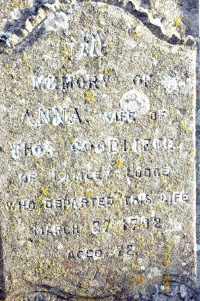 IN
MEMORY OF
ANNA, WIFE OF
THOS GOODLIFFE
OF LODGE
WHO DEPARTED THIS LIFE
MARCH 27 1792
AGED 72